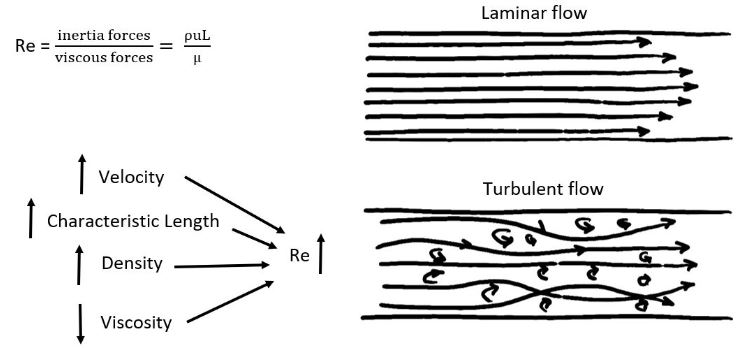 Laminar flow
Re = inertia forces / viscous forces = ρuL / μ
Velocity
Turbulent flow
Characteristic Length
Re
Density
Viscosity